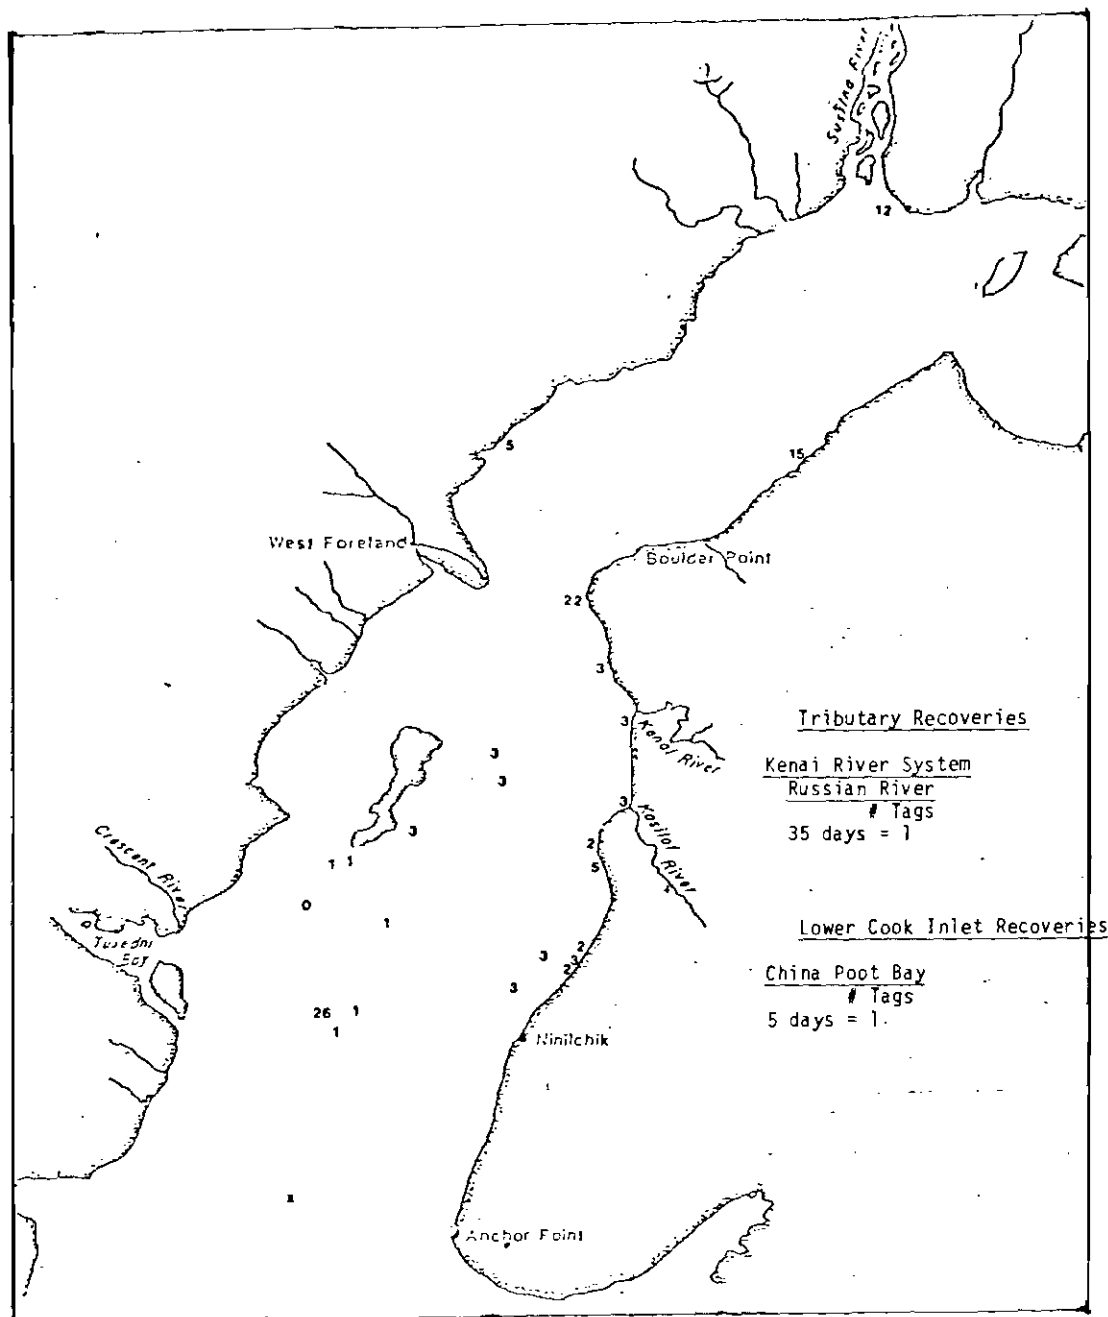 Susitna River
12
15
5
West Foreland
Boulder Point
22
3
3
Kenai River
Tributary Recoveries
3
3
Kenai River System
Russian River
# Tags
35 days = 1
3
3
Kasilof River
2
5
1
1
Crescent River
0
1
Tuxedni Bay
Lower Cook Inlet Recoveries
3
2
3
2
3
China Poot Bay
# Tags
5 days = 1.
26
1
1
Ninilchik
x
Anchor Point